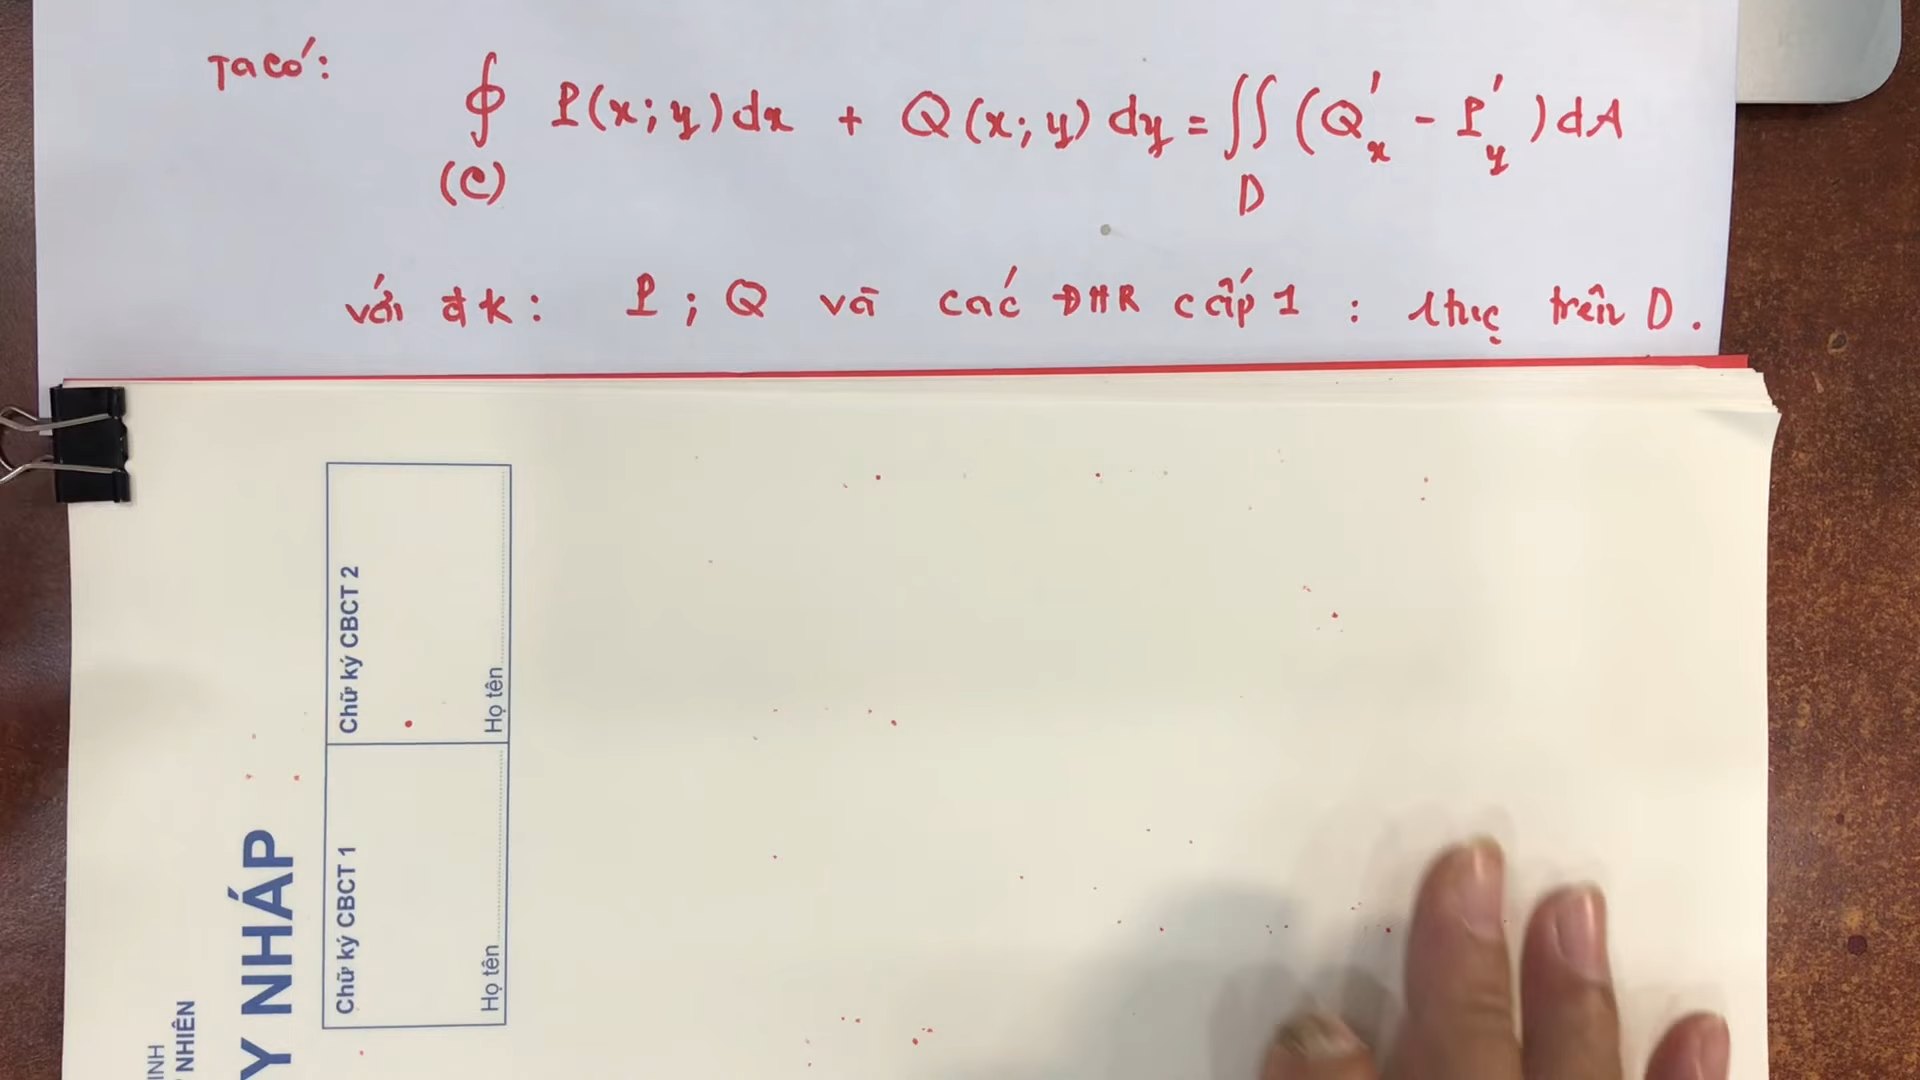 Ta có:
∮ P(x;y)dx + Q(x;y)dy = ∬ (Q'x - P'y)dA
(C) D
với đk: P; Q và các ĐHR cấp 1 : ltục trên D.
Chữ ký CBCT 2
Họ tên
Chữ ký CBCT 1
Họ tên
Y NHÁP
NHIÊN
INH